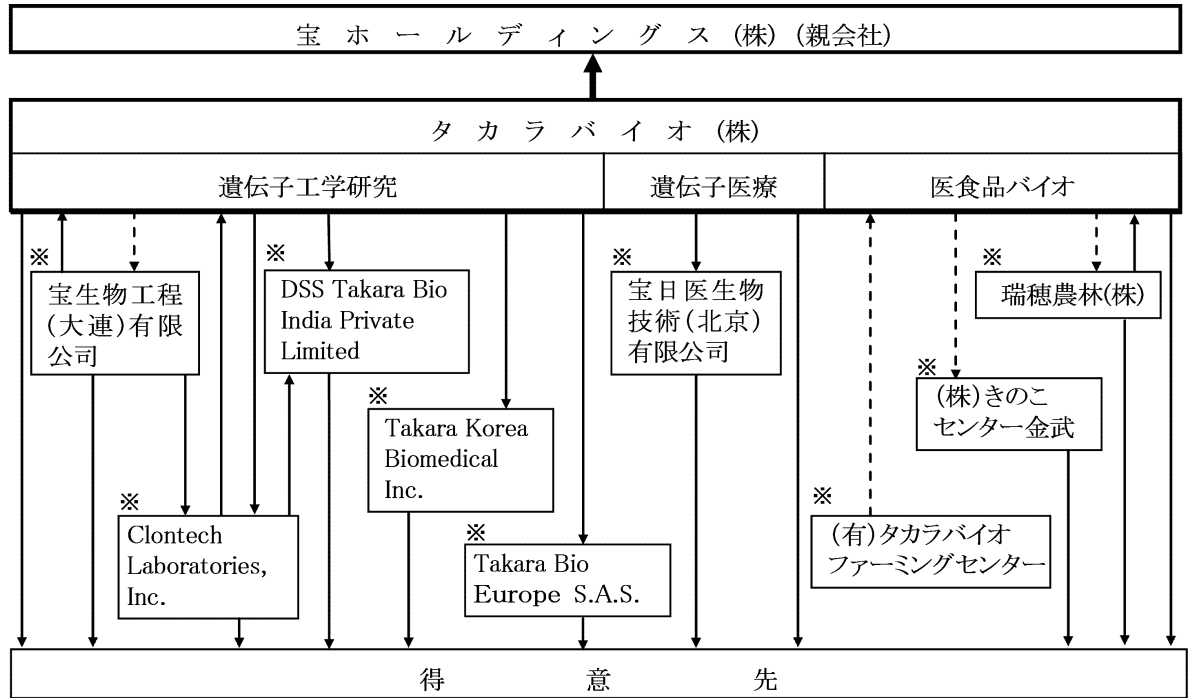 宝ホールディングス(株)(親会社)
タカラバイオ(株)
遺伝子工学研究
遺伝子医療
医食品バイオ
※
宝生物工程
(大連)有限
公司
※
DSS Takara Bio
India Private
Limited
※
宝日医生物
技術(北京)
有限公司
※
瑞穂農林(株)
※
Takara Korea
Biomedical
Inc.
※
(株)きのこ
センター金武
※
Clontech
Laboratories,
Inc.
※
Takara Bio
Europe S.A.S.
※
(有)タカラバイオ
ファーミングセンター
得意先